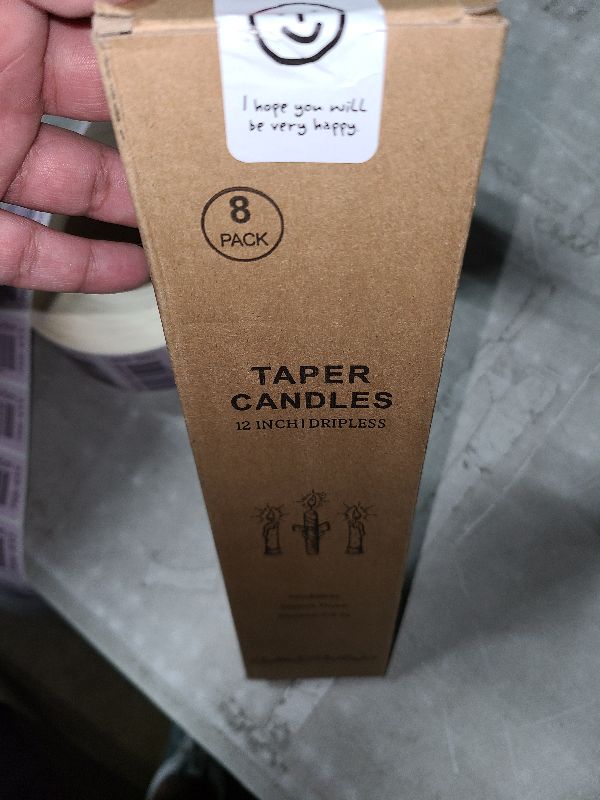 I hope you will
be very happy.
8
PACK
TAPER
CANDLES
12 INCH | DRIPLESS